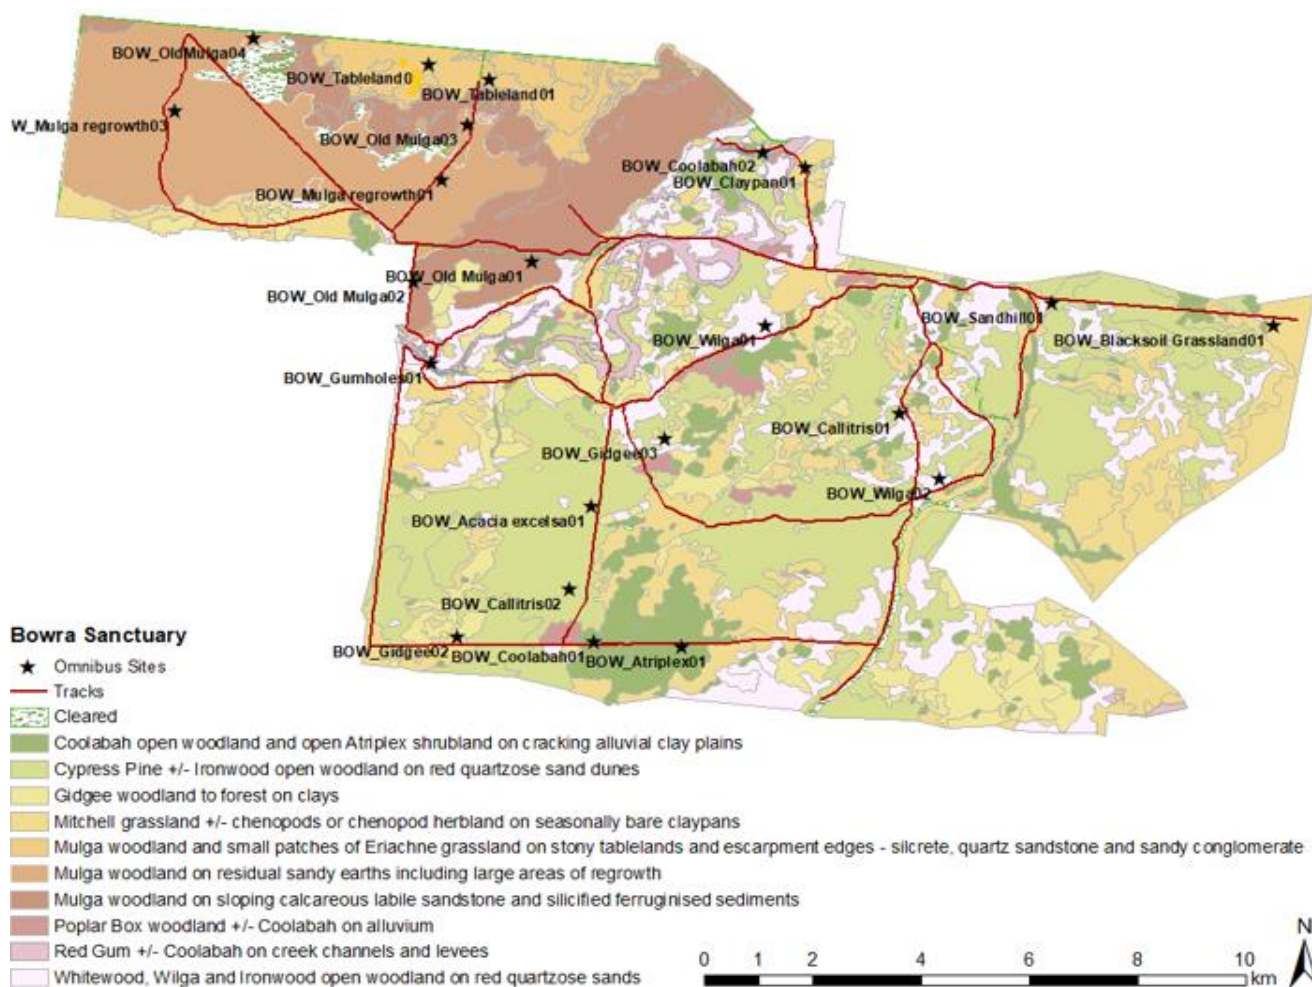 BOW_OldMulga04
BOW_Tableland0
BOW_Tableland01
W_Mulga regrowth03
BOW_Old Mulga03
BOW_Coolabah02
BOW_Claypan01
BOW_Mulga regrowth01
BOW_Old Mulga01
BOW_Old Mulga02
BOW_Sandhill01
BOW_Wilga01
BOW_Blacksoil Grassland01
BOW_Gumholes01
BOW_Callitris01
BOW_Gidgee03
BOW_Wilga02
BOW_Acacia excelsa01
BOW_Callitris02
BOW_Gidgee02
BOW_Coolabah01
BOW_Atriplex01
Bowra Sanctuary
Omnibus Sites
Tracks
Cleared
Coolabah open woodland and open Atriplex shrubland on cracking alluvial clay plains
Cypress Pine +/- Ironwood open woodland on red quartzose sand dunes
Gidgee woodland to forest on clays
Mitchell grassland +/- chenopods or chenopod herbland on seasonally bare claypans
Mulga woodland and small patches of Eriachne grassland on stony tablelands and escarpment edges - silcrete, quartz sandstone and sandy conglomerate
Mulga woodland on residual sandy earths including large areas of regrowth
Mulga woodland on sloping calcareous labile sandstone and silicified ferruginised sediments
Poplar Box woodland +/- Coolabah on alluvium
Red Gum +/- Coolabah on creek channels and levees
Whitewood, Wilga and Ironwood open woodland on red quartzose sands
N
0 1 2 4 6 8 10
km